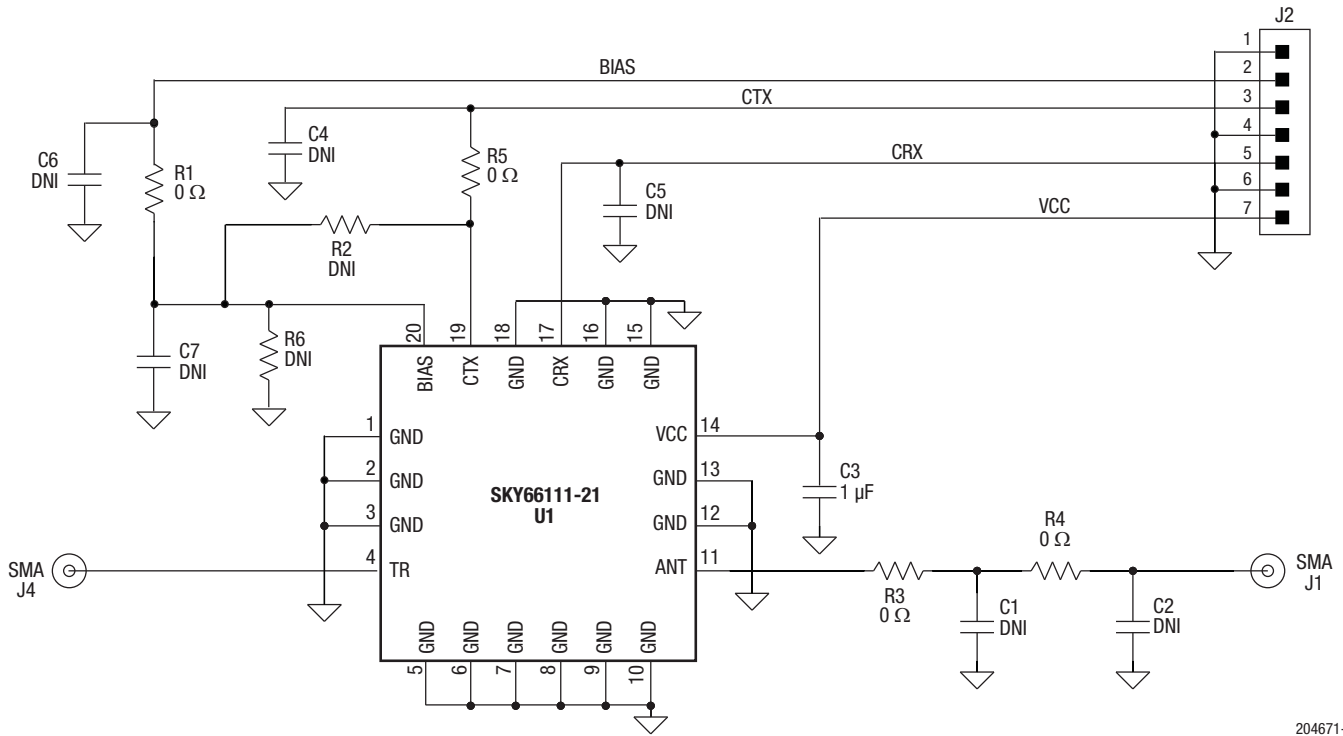 J2
1
BIAS
2
CTX
3
C4
DNI
4
R5
0 Ω
CRX
5
C6
DNI
R1
0 Ω
C5
DNI
6
VCC
7
R2
DNI
20
19
18
17
16
15
C7
DNI
R6
DNI
BIAS
CTX
GND
CRX
GND
GND
1
GND
VCC
14
2
GND
GND
13
C3
1 µF
SKY66111-21
U1
3
GND
GND
12
R4
0 Ω
SMA
J4
4
TR
ANT
11
SMA
J1
R3
0 Ω
C1
DNI
C2
DNI
GND
GND
GND
GND
GND
GND
5
6
7
8
9
10